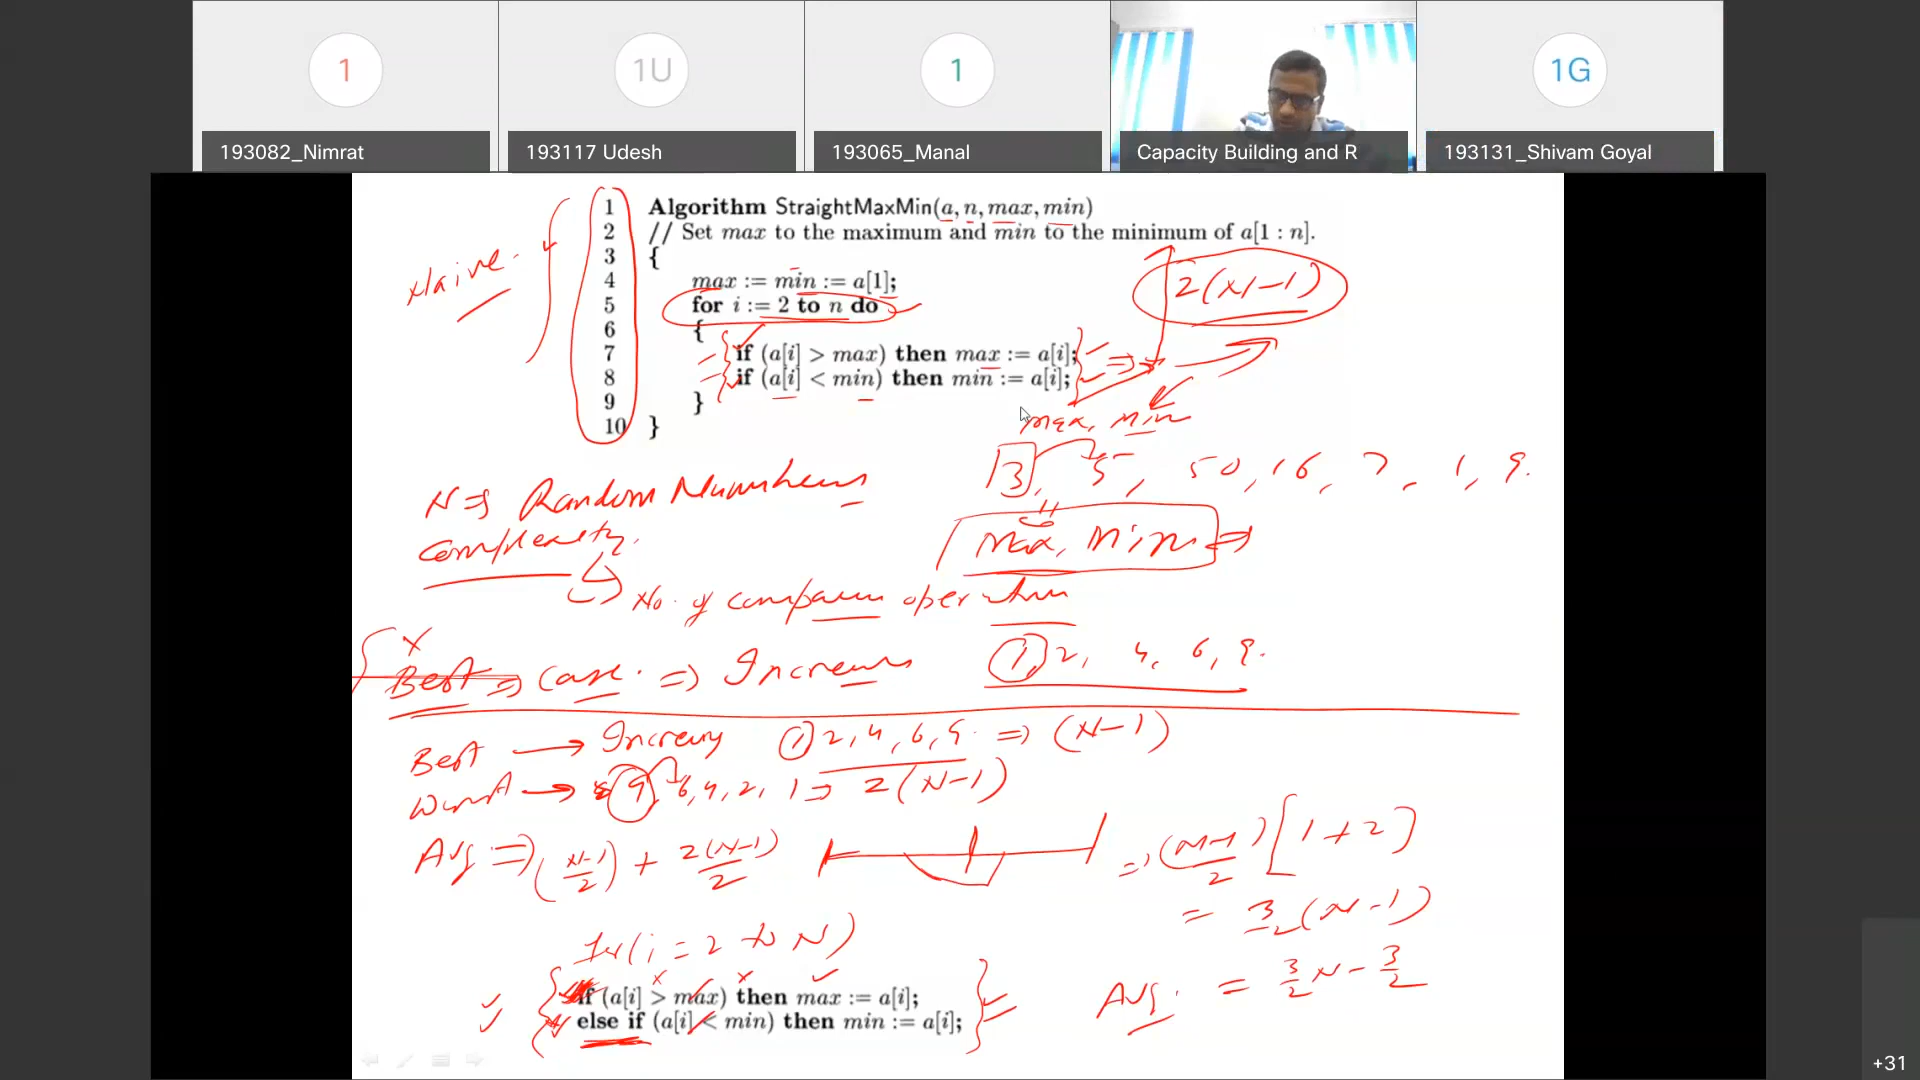 1
1U
1
1G
193082_Nimrat
193117 Udesh
193065_Manal
Capacity Building and R
193131_Shivam Goyal
1 Algorithm StraightMaxMin(a, n, max, min)
2 // Set max to the maximum and min to the minimum of a[1 : n].
3 {
4 max := min := a[1];
5 for i := 2 to n do
6 {
7 if (a[i] > max) then max := a[i];
8 if (a[i] < min) then min := a[i];
9 }
10 }
Naive
2(N-1)
max, min
3, 5, 50, 16, 7, 1, 9.
N => Random Numbers
Complexity.
max, min =>
No. of comparison operation
Best => Case => Increasing 1, 2, 4, 6, 9.
Best → Increasing 1, 2, 4, 6, 9 => (N-1)
Worst → 9, 6, 4, 2, 1 => 2(N-1)
Avg => (N-1)/2 + 2(N-1)/2
=> (N-1)/2 [1+2]
= 3/2 (N-1)
for(i = 2 to N)
if (a[i] > max) then max := a[i];
else if (a[i] < min) then min := a[i];
Avg. = 3/2 N - 3/2
+31